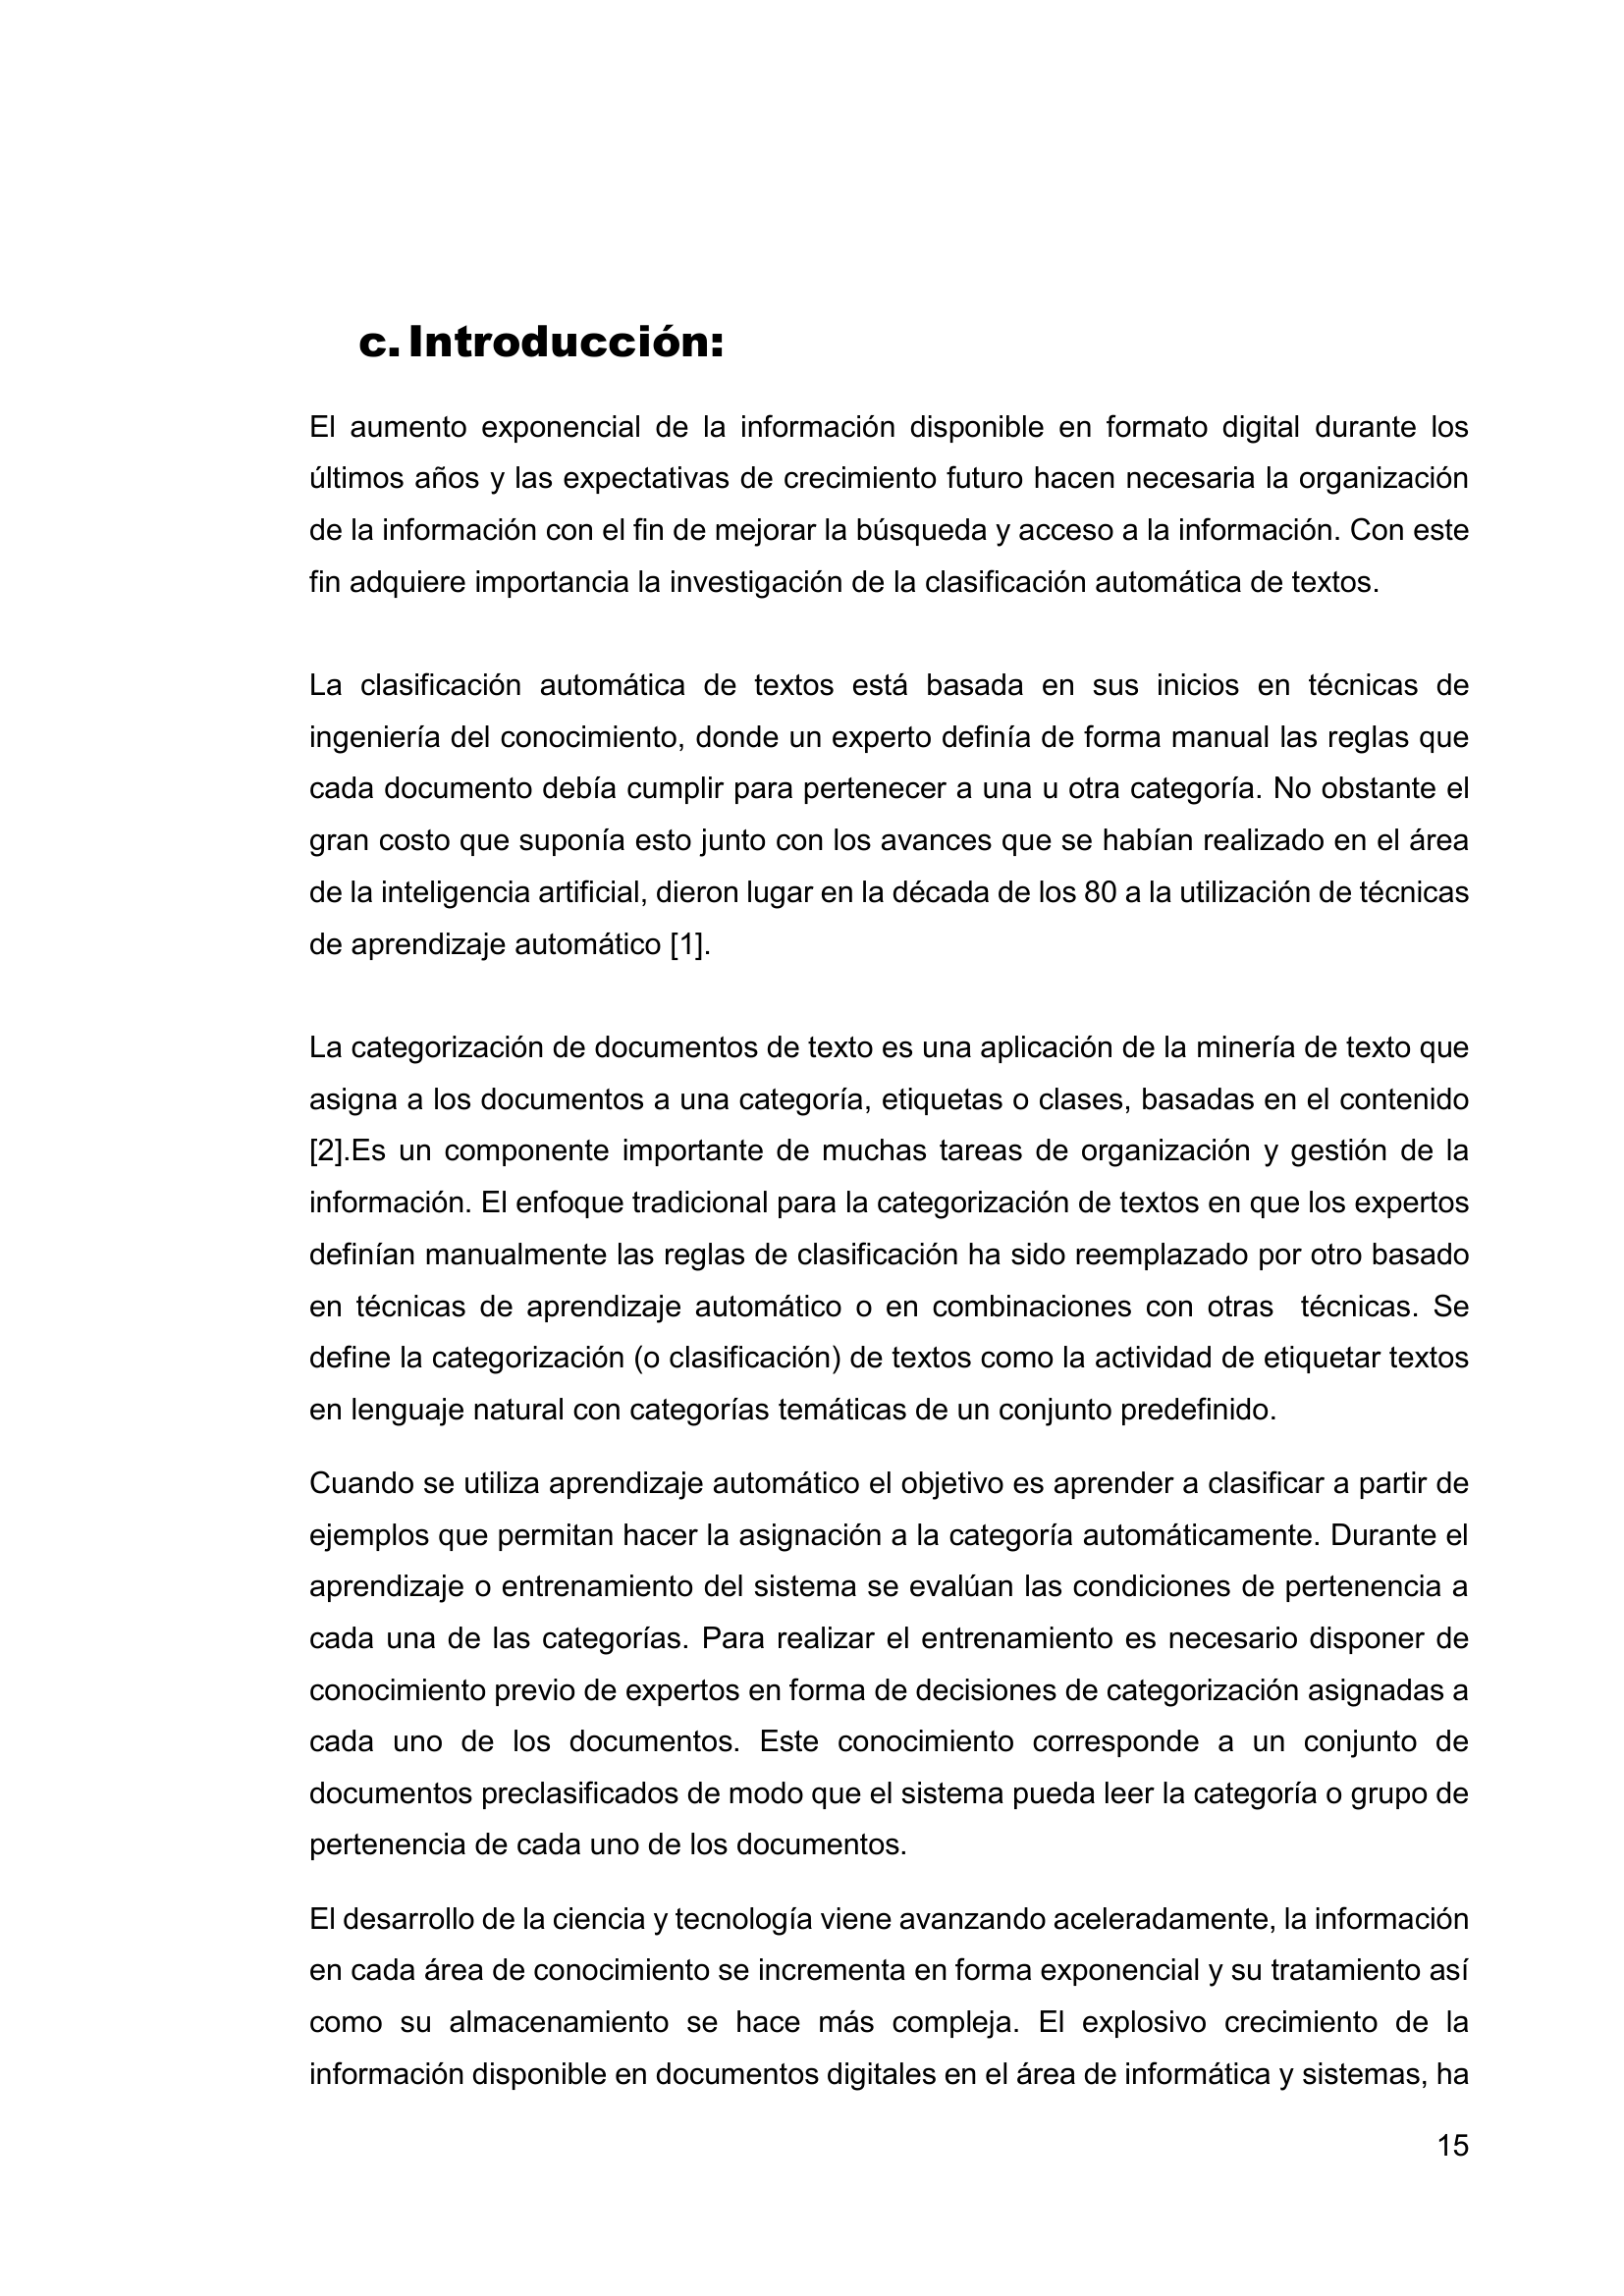 c. Introducción:
El aumento exponencial de la información disponible en formato digital durante los
últimos años y las expectativas de crecimiento futuro hacen necesaria la organización
de la información con el fin de mejorar la búsqueda y acceso a la información. Con este
fin adquiere importancia la investigación de la clasificación automática de textos.
La clasificación automática de textos está basada en sus inicios en técnicas de
ingeniería del conocimiento, donde un experto definía de forma manual las reglas que
cada documento debía cumplir para pertenecer a una u otra categoría. No obstante el
gran costo que suponía esto junto con los avances que se habían realizado en el área
de la inteligencia artificial, dieron lugar en la década de los 80 a la utilización de técnicas
de aprendizaje automático [1].
La categorización de documentos de texto es una aplicación de la minería de texto que
asigna a los documentos a una categoría, etiquetas o clases, basadas en el contenido
[2].Es un componente importante de muchas tareas de organización y gestión de la
información. El enfoque tradicional para la categorización de textos en que los expertos
definían manualmente las reglas de clasificación ha sido reemplazado por otro basado
en técnicas de aprendizaje automático o en combinaciones con otras  técnicas. Se
define la categorización (o clasificación) de textos como la actividad de etiquetar textos
en lenguaje natural con categorías temáticas de un conjunto predefinido.
Cuando se utiliza aprendizaje automático el objetivo es aprender a clasificar a partir de
ejemplos que permitan hacer la asignación a la categoría automáticamente. Durante el
aprendizaje o entrenamiento del sistema se evalúan las condiciones de pertenencia a
cada una de las categorías. Para realizar el entrenamiento es necesario disponer de
conocimiento previo de expertos en forma de decisiones de categorización asignadas a
cada uno de los documentos. Este conocimiento corresponde a un conjunto de
documentos preclasificados de modo que el sistema pueda leer la categoría o grupo de
pertenencia de cada uno de los documentos.
El desarrollo de la ciencia y tecnología viene avanzando aceleradamente, la información
en cada área de conocimiento se incrementa en forma exponencial y su tratamiento así
como su almacenamiento se hace más compleja. El explosivo crecimiento de la
información disponible en documentos digitales en el área de informática y sistemas, ha
15